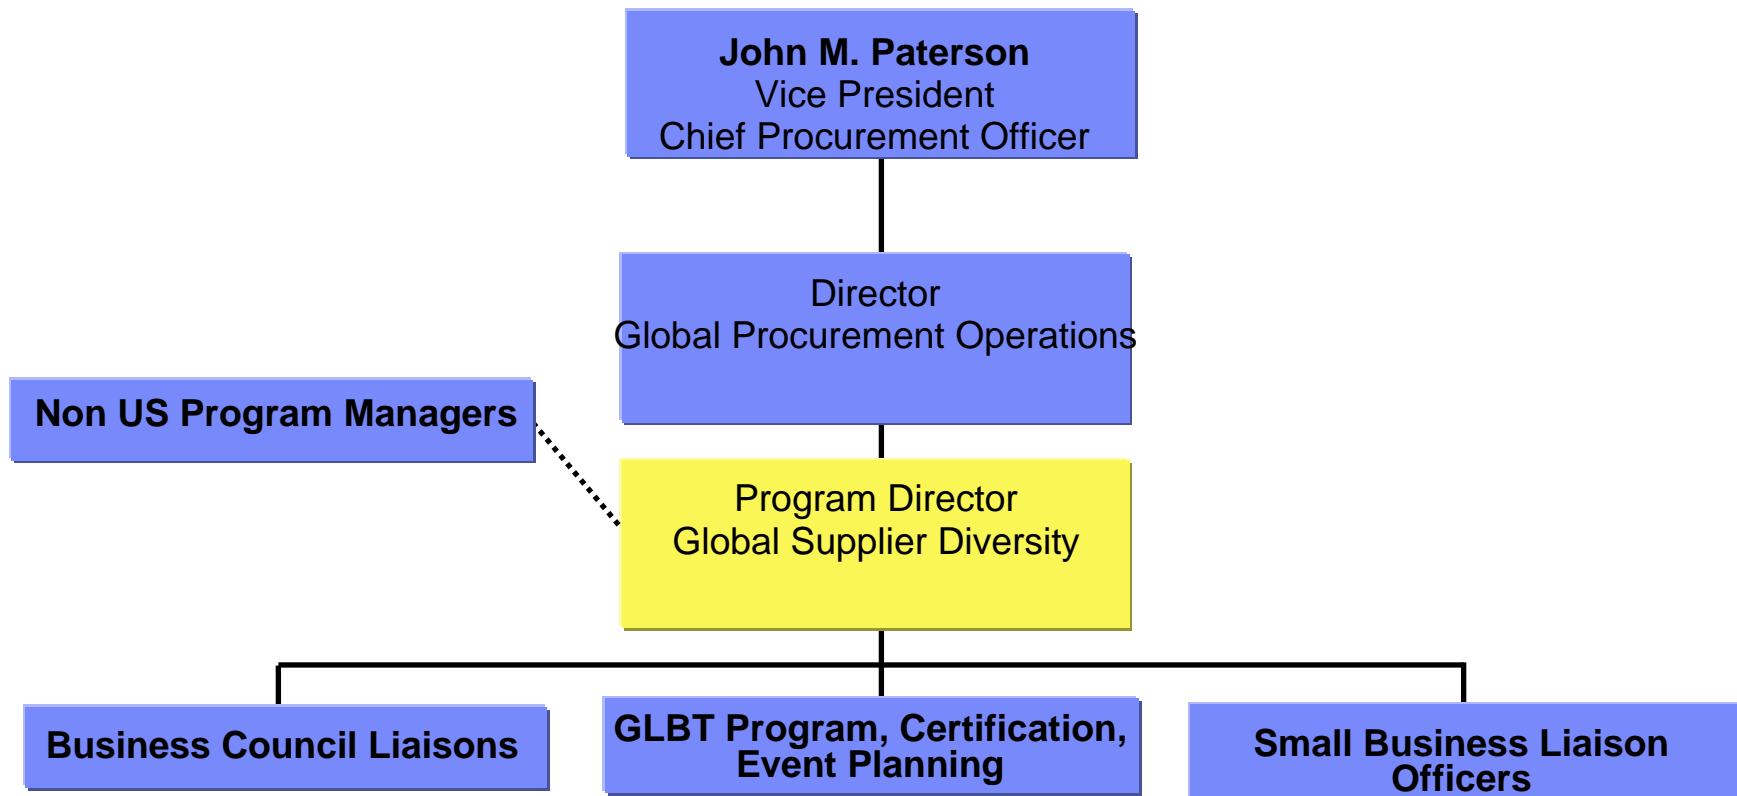 John M. Paterson
Vice President
Chief Procurement Officer
Director
Global Procurement Operations
Non US Program Managers
Program Director
Global Supplier Diversity
Business Council Liaisons
GLBT Program, Certification,
Event Planning
Small Business Liaison
Officers